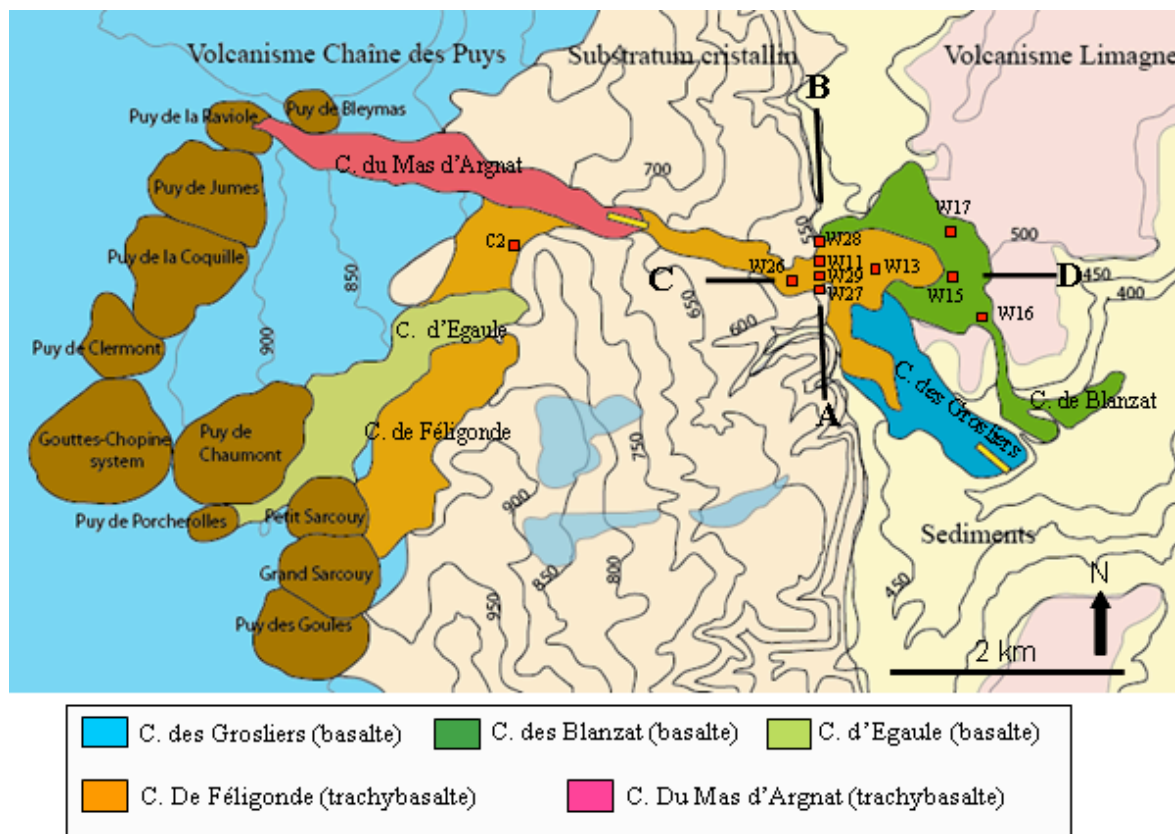 Volcanisme Chaîne des Puys
Substratum cristallin
Volcanisme Limagne
Puy de la Raviole
Puy de Bleymas
B
C. du Mas d'Argnat
700
Puy de Jumes
W17
C2
550
W28
500
Puy de la Coquille
850
W11
W26
W29
W13
C
D
450
W27
W15
400
650
W16
C. d'Egaule
600
900
Puy de Clermont
C. des Grosliers
C. de Blanzat
A
Gouttes-Chopine
system
Puy de
Chaumont
C. de Féligonde
750
900
Puy de Porcherolles
Petit Sarcouy
Sediments
850
800
Grand Sarcouy
450
N
950
Puy des Goules
2 km
C. des Grosliers (basalte)
C. des Blanzat (basalte)
C. d'Egaule (basalte)
C. De Féligonde (trachybasalte)
C. Du Mas d'Argnat (trachybasalte)